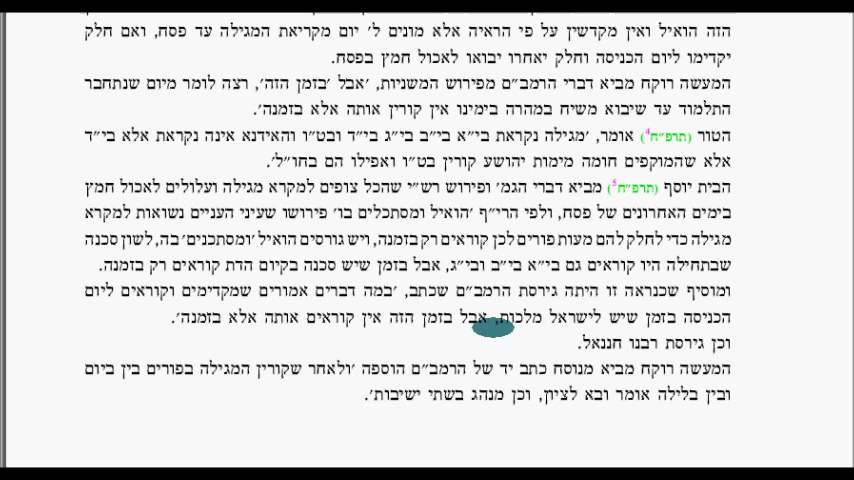 הזה הואיל ואין מקדשין על פי הראיה אלא מונים ל׳ יום מקריאת המגילה עד פסח, ואם חלק
יקדימו ליום הכניסה וחלק יאחרו יבואו לאכול חמץ בפסח.
המעשה רוקח מביא דברי הרמב״ם מפירוש המשניות, ׳אבל ׳בזמן הזה׳, רצה לומר מיום שנתחבר
התלמוד עד שיבוא משיח במהרה בימינו אין קורין אותה אלא בזמנה׳.
הטור (תרפ״ח4) אומר, ׳מגילה נקראת בי״א בי״ב בי״ג בי״ד ובט״ו והאידנא אינה נקראת אלא בי״ד
אלא שהמוקפים חומה מימות יהושע קורין בט״ו ואפילו הם בחו״ל׳.
הבית יוסף (תרפ״ח5) מביא דברי הגמ׳ ופירוש רש״י שהכל צופים למקרא מגילה ועלולים לאכול חמץ
בימים האחרונים של פסח, ולפי הרי״ף ׳הואיל ומסתכלים בו׳ פירושו שעיני העניים נשואות למקרא
מגילה כדי לחלק להם מעות פורים לכן קוראים רק בזמנה, ויש גורסים הואיל ׳ומסתכנים׳ בה, לשון סכנה
שבתחילה היו קוראים גם בי״א בי״ב ובי״ג, אבל בזמן שיש סכנה בקיום הדת קוראים רק בזמנה.
ומוסיף שכנראה זו היתה גירסת הרמב״ם שכתב, ׳במה דברים אמורים שמקדימים וקוראים ליום
הכניסה בזמן שיש לישראל מלכות, אבל בזמן הזה אין קוראים אותה אלא בזמנה׳.
וכן גירסת רבנו חננאל.
המעשה רוקח מביא מנוסח כתב יד של הרמב״ם הוספה ׳ולאחר שקורין המגילה בפורים בין ביום
ובין בלילה אומר ובא לציון, וכן מנהג בשתי ישיבות׳.